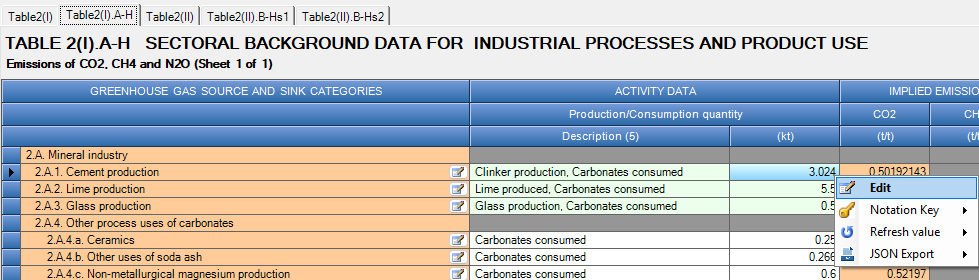 Table2(I) Table2(I).A-H Table2(II) Table2(II).B-Hs1 Table2(II).B-Hs2
TABLE 2(I).A-H SECTORAL BACKGROUND DATA FOR INDUSTRIAL PROCESSES AND PRODUCT USE
Emissions of CO2, CH4 and N2O (Sheet 1 of 1)
GREENHOUSE GAS SOURCE AND SINK CATEGORIES ACTIVITY DATA IMPLIED EMISSIO
Production/Consumption quantity CO2 CH
Description (5) (kt) (t/t) (t/
2.A. Mineral industry
2.A.1. Cement production Clinker production, Carbonates consumed 3.024 0.50192143
2.A.2. Lime production Lime produced, Carbonates consumed 5.5
2.A.3. Glass production Glass production, Carbonates consumed 0.5
2.A.4. Other process uses of carbonates
2.A.4.a. Ceramics Carbonates consumed 0.25
2.A.4.b. Other uses of soda ash Carbonates consumed 0.266
2.A.4.c. Non-metallurgical magnesium production Carbonates consumed 0.6 0.52197
Edit
Notation Key
Refresh value
JSON Export